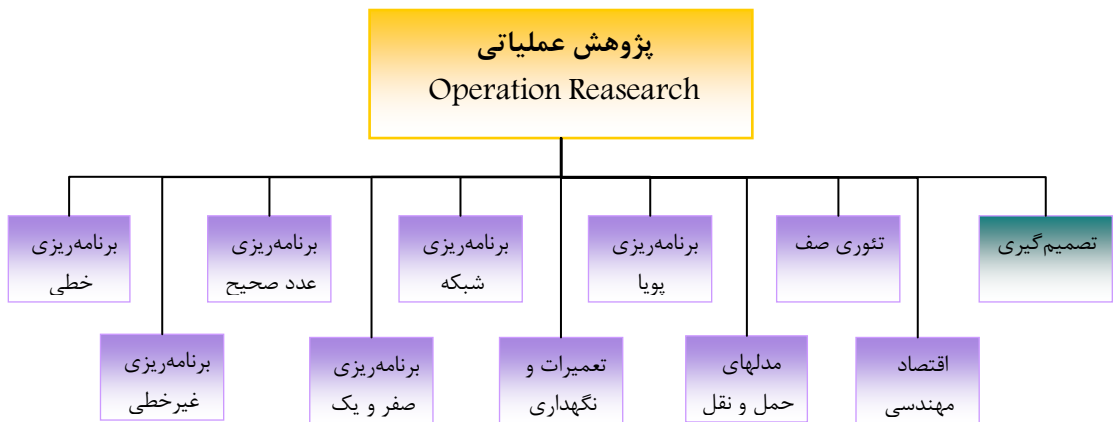 پژوهش عملیاتی
Operation Reasearch
تصمیم‌گیری
تئوری صف
برنامه‌ریزی
پویا
برنامه‌ریزی
شبکه
برنامه‌ریزی
عدد صحیح
برنامه‌ریزی
خطی
اقتصاد
مهندسی
مدلهای
حمل و نقل
تعمیرات و
نگهداری
برنامه‌ریزی
صفر و یک
برنامه‌ریزی
غیرخطی